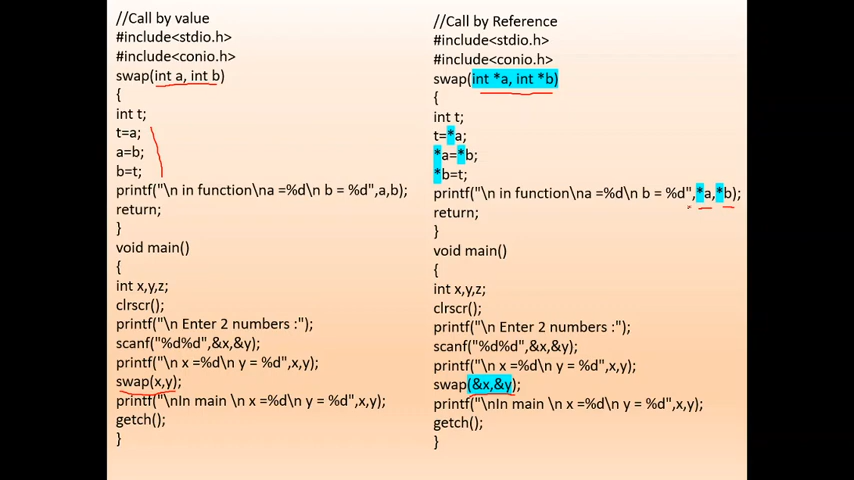 //Call by value
#include<stdio.h>
#include<conio.h>
swap(int a, int b)
{
int t;
t=a;
a=b;
b=t;
printf("\n in function\na =%d\n b = %d",a,b);
return;
}
void main()
{
int x,y,z;
clrscr();
printf("\n Enter 2 numbers :");
scanf("%d%d",&x,&y);
printf("\n x =%d\n y = %d",x,y);
swap(x,y);
printf("\nIn main \n x =%d\n y = %d",x,y);
getch();
}
//Call by Reference
#include<stdio.h>
#include<conio.h>
swap(int *a, int *b)
{
int t;
t=*a;
*a=*b;
*b=t;
printf("\n in function\na =%d\n b = %d",*a,*b);
return;
}
void main()
{
int x,y,z;
clrscr();
printf("\n Enter 2 numbers :");
scanf("%d%d",&x,&y);
printf("\n x =%d\n y = %d",x,y);
swap(&x,&y);
printf("\nIn main \n x =%d\n y = %d",x,y);
getch();
}